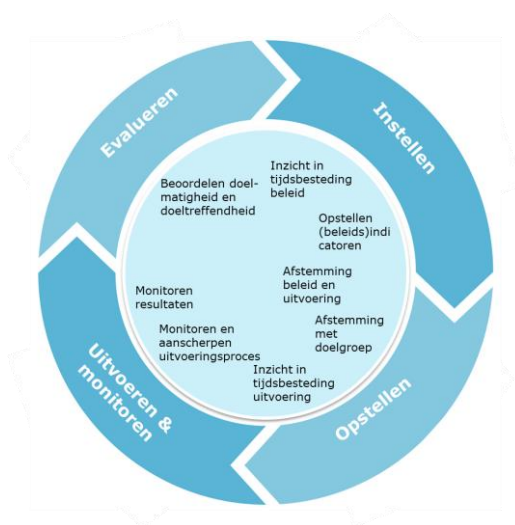 Evalueren
Instellen
Inzicht in
tijdsbesteding
beleid
Beoordelen doel-
matigheid en
doeltreffendheid
Opstellen
(beleids)indi
catoren
Afstemming
beleid en
uitvoering
Monitoren
resultaten
Afstemming
met
doelgroep
Monitoren en
aanscherpen
uitvoeringsproces
Inzicht in
tijdsbesteding
uitvoering
Uitvoeren &
monitoren
Opstellen